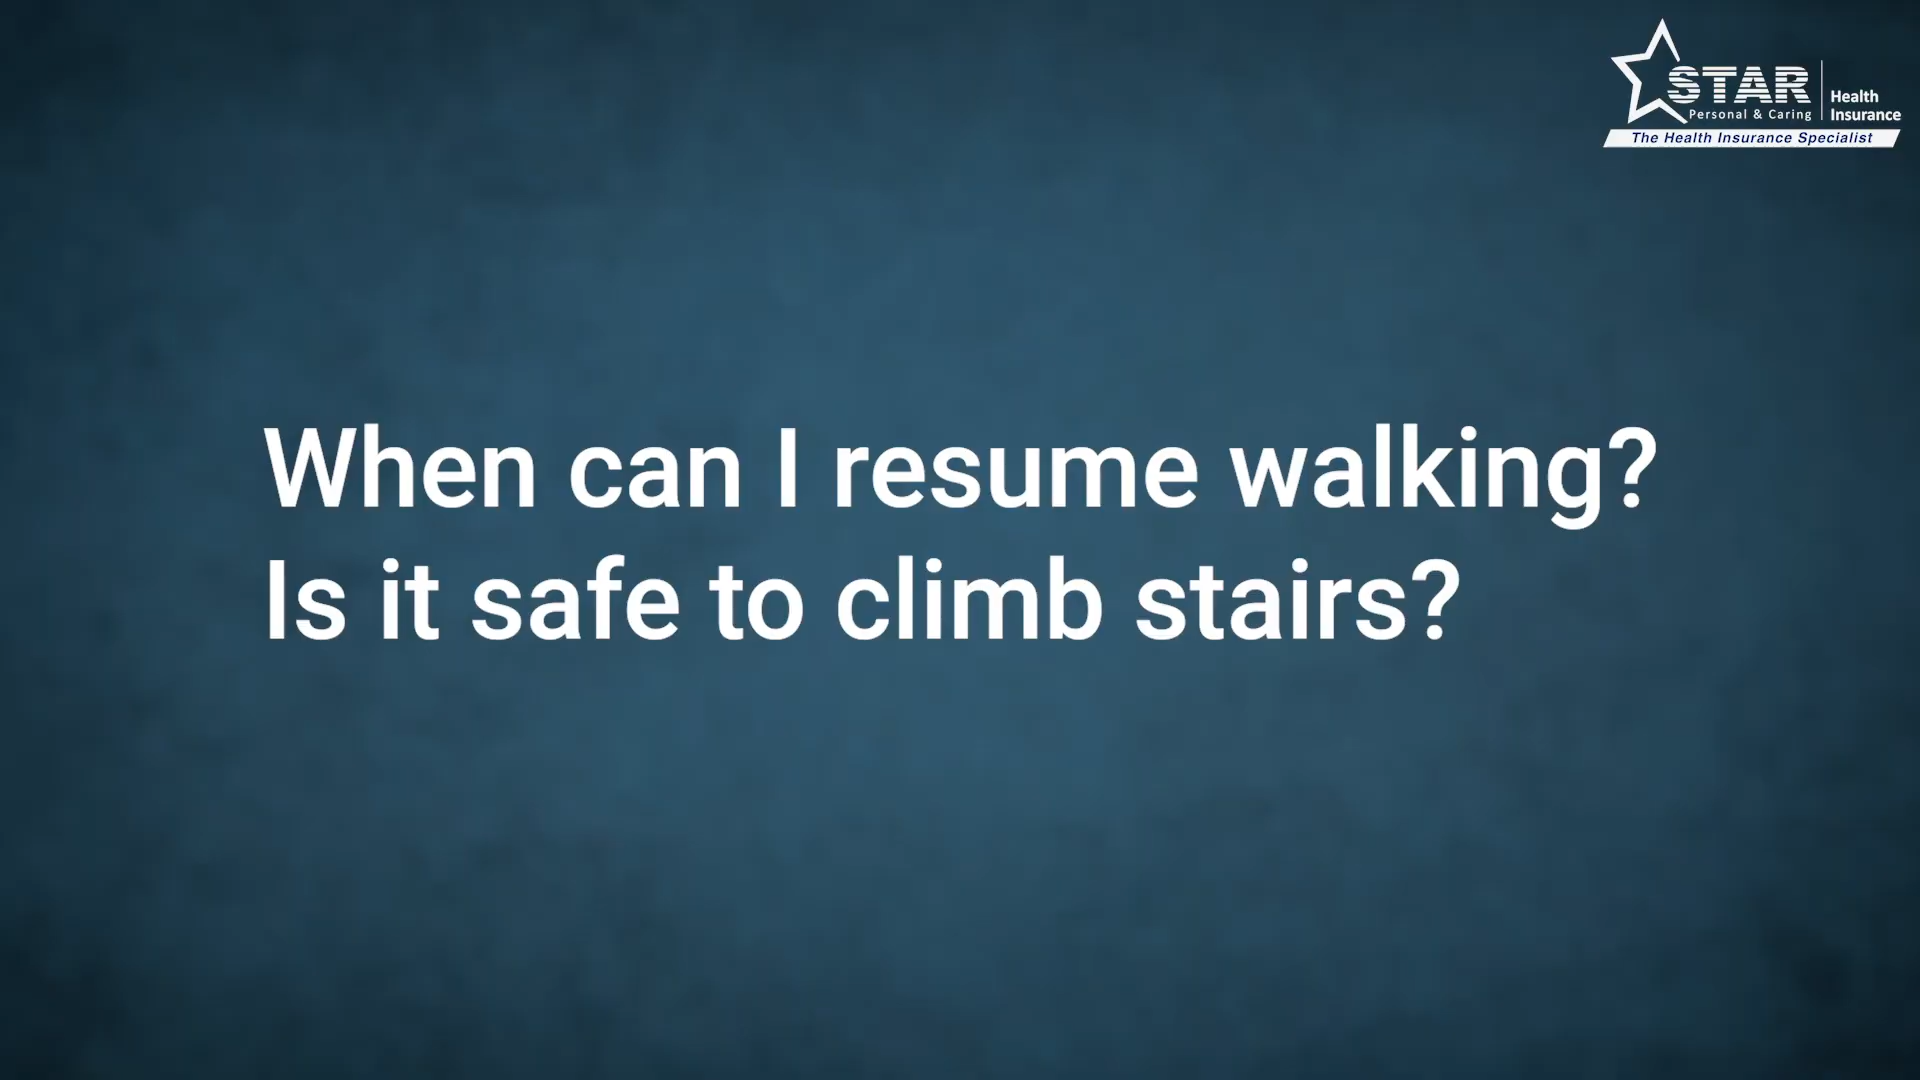 STAR
Personal & Caring
Health
Insurance
The Health Insurance Specialist
When can I resume walking?
Is it safe to climb stairs?